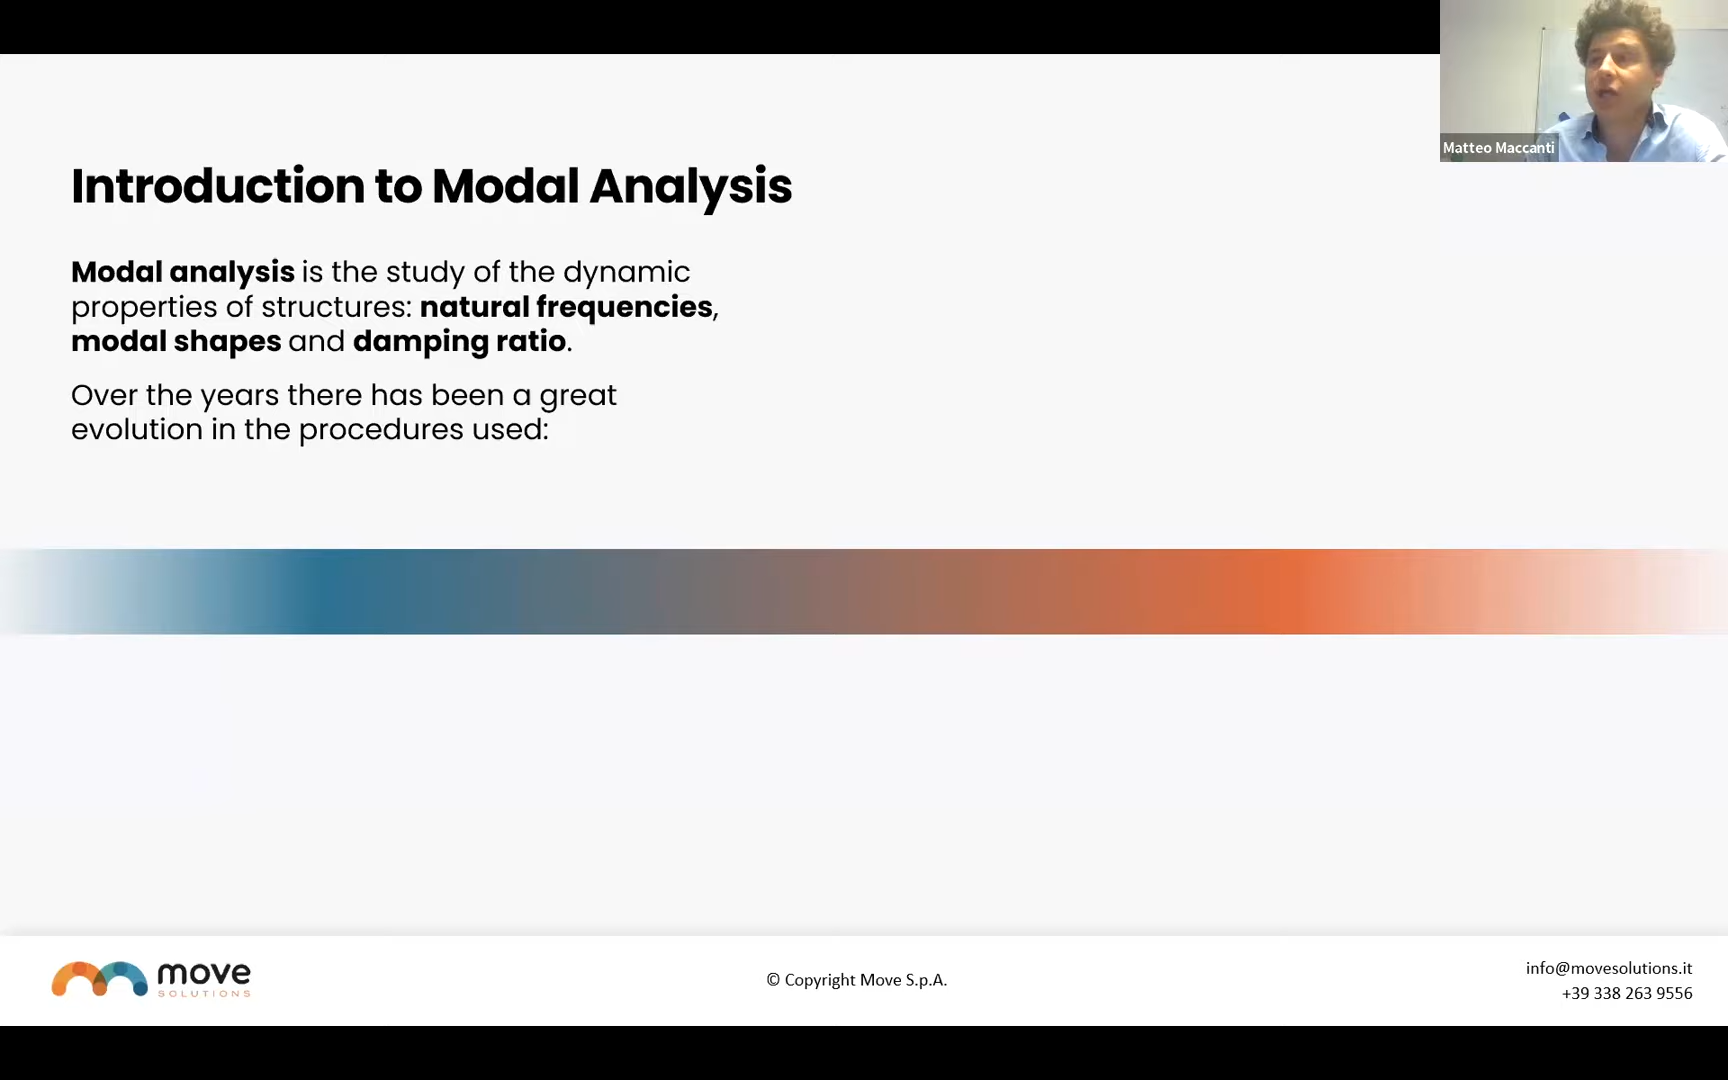 Matteo Maccanti
Introduction to Modal Analysis
Modal analysis is the study of the dynamic
properties of structures: natural frequencies,
modal shapes and damping ratio.
Over the years there has been a great
evolution in the procedures used:
move
SOLUTIONS
© Copyright Move S.p.A.
info@movesolutions.it
+39 338 263 9556